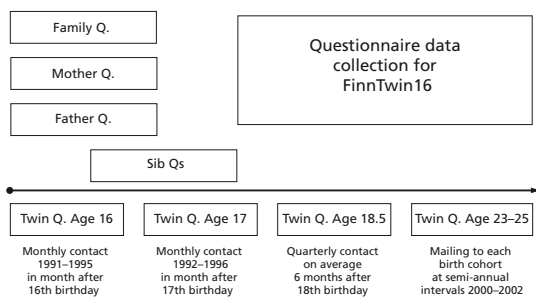 Family Q.
Mother Q.
Father Q.
Sib Qs
Questionnaire data
collection for
FinnTwin16
Twin Q. Age 16
Monthly contact
1991–1995
in month after
16th birthday
Twin Q. Age 17
Monthly contact
1992–1996
in month after
17th birthday
Twin Q. Age 18.5
Quarterly contact
on average
6 months after
18th birthday
Twin Q. Age 23–25
Mailing to each
birth cohort
at semi-annual
intervals 2000–2002